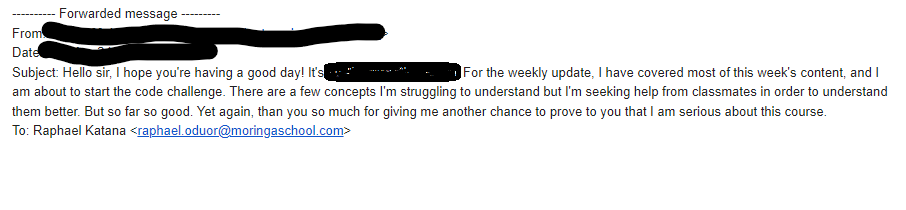 ---------- Forwarded message ---------
From
Date
Subject: Hello sir, I hope you're having a good day! It's For the weekly update, I have covered most of this week's content, and I
am about to start the code challenge. There are a few concepts I'm struggling to understand but I'm seeking help from classmates in order to understand
them better. But so far so good. Yet again, than you so much for giving me another chance to prove to you that I am serious about this course.
To: Raphael Katana <raphael.oduor@moringaschool.com>